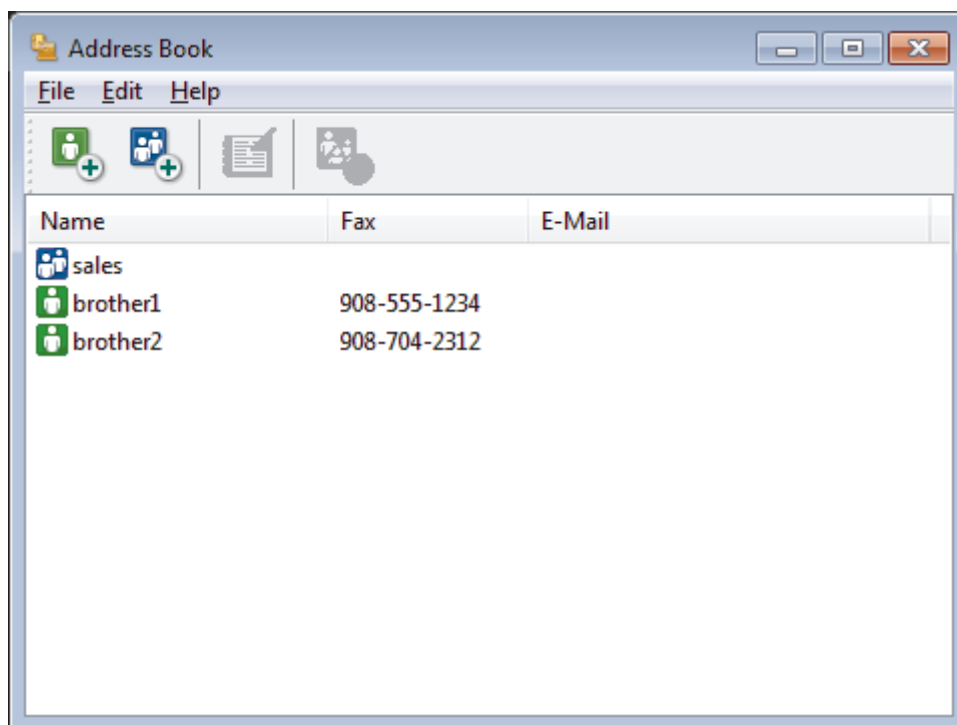 Address Book
File Edit Help
Name Fax E-Mail
sales
brother1 908-555-1234
brother2 908-704-2312